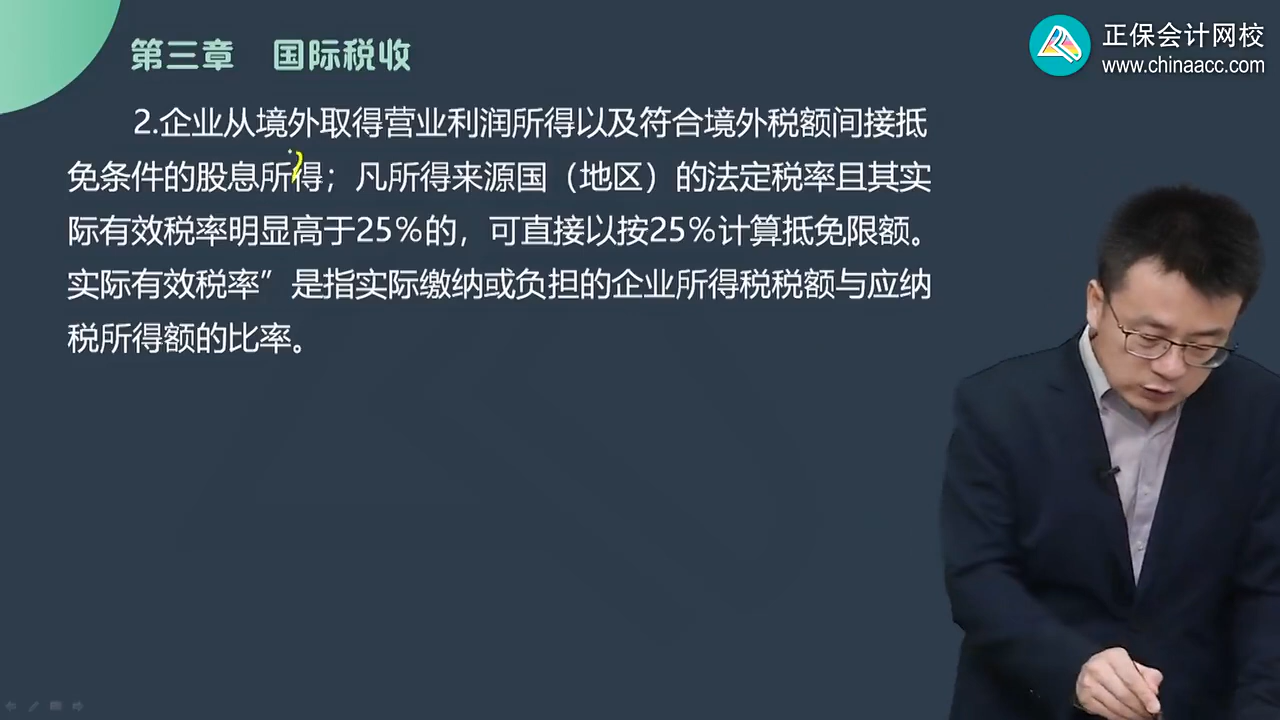 第三章 国际税收
正保会计网校
www.chinaacc.com
2.企业从境外取得营业利润所得以及符合境外税额间接抵
免条件的股息所得；凡所得来源国（地区）的法定税率且其实
际有效税率明显高于25%的，可直接以按25%计算抵免限额。
实际有效税率”是指实际缴纳或负担的企业所得税税额与应纳
税所得额的比率。